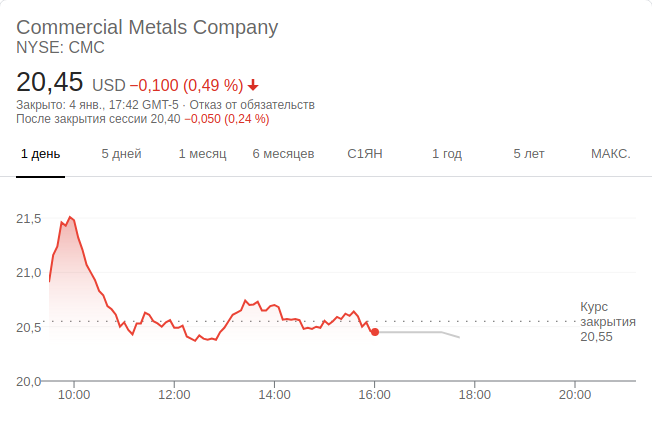 Commercial Metals Company
NYSE: CMC
20,45 USD −0,100 (0,49 %)
Закрыто: 4 янв., 17:42 GMT-5 · Отказ от обязательств
После закрытия сессии 20,40 −0,050 (0,24 %)
1 день 5 дней 1 месяц 6 месяцев С1ЯН 1 год 5 лет МАКС.
21,5
21,0
20,5
20,0
Курс
закрытия
20,55
10:00 12:00 14:00 16:00 18:00 20:00